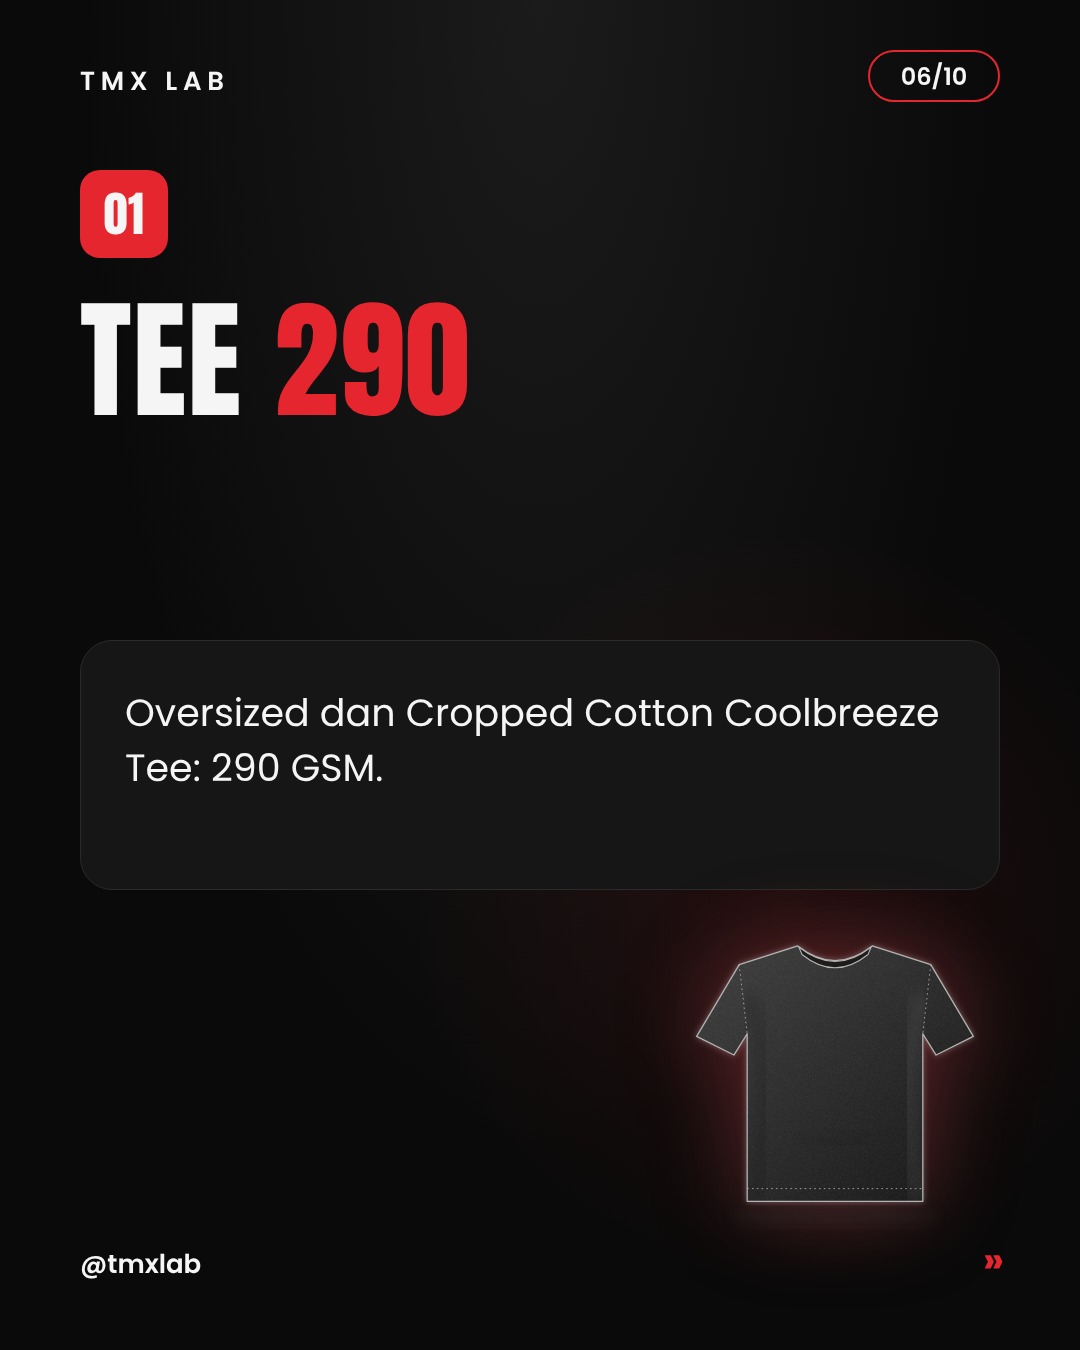 TMX LAB
06/10
01
TEE 290
Oversized dan Cropped Cotton Coolbreeze
Tee: 290 GSM.
@tmxlab
»